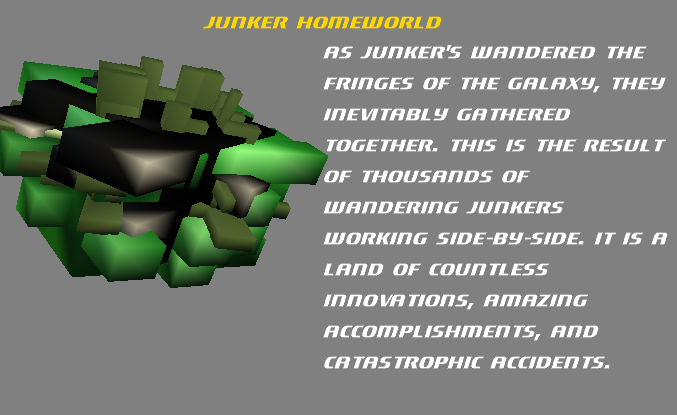 JUNKER HOMEWORLD
AS JUNKER'S WANDERED THE
FRINGES OF THE GALAXY, THEY
INEVITABLY GATHERED
TOGETHER. THIS IS THE RESULT
OF THOUSANDS OF
WANDERING JUNKERS
WORKING SIDE-BY-SIDE. IT IS A
LAND OF COUNTLESS
INNOVATIONS, AMAZING
ACCOMPLISHMENTS, AND
CATASTROPHIC ACCIDENTS.